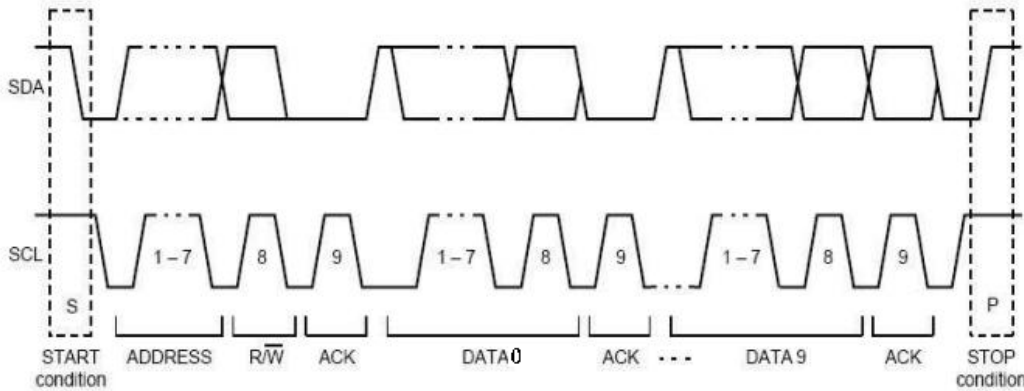 SDA
SCL
1 – 7 8 9 1 – 7 8 9 1 – 7 8 9
S P
START ADDRESS R/W̅ ACK DATA 0 ACK - - - DATA 9 ACK STOP
condition condition